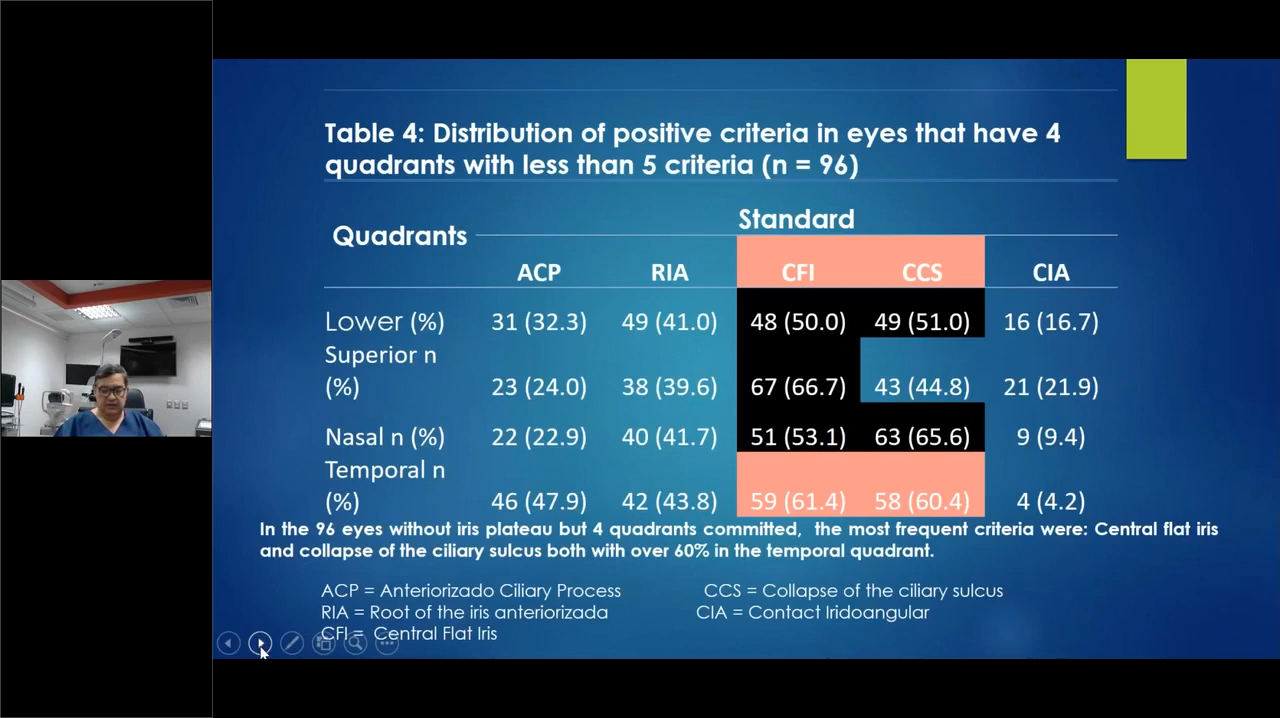 Table 4: Distribution of positive criteria in eyes that have 4
quadrants with less than 5 criteria (n = 96)
Quadrants
Standard
ACP RIA CFI CCS CIA
Lower (%) 31 (32.3) 49 (41.0) 48 (50.0) 49 (51.0) 16 (16.7)
Superior n
(%) 23 (24.0) 38 (39.6) 67 (66.7) 43 (44.8) 21 (21.9)
Nasal n (%) 22 (22.9) 40 (41.7) 51 (53.1) 63 (65.6) 9 (9.4)
Temporal n
(%) 46 (47.9) 42 (43.8) 59 (61.4) 58 (60.4) 4 (4.2)
In the 96 eyes without iris plateau but 4 quadrants committed, the most frequent criteria were: Central flat iris
and collapse of the ciliary sulcus both with over 60% in the temporal quadrant.
ACP = Anteriorizado Ciliary Process CCS = Collapse of the ciliary sulcus
RIA = Root of the iris anteriorizada CIA = Contact Iridoangular
CFI = Central Flat Iris